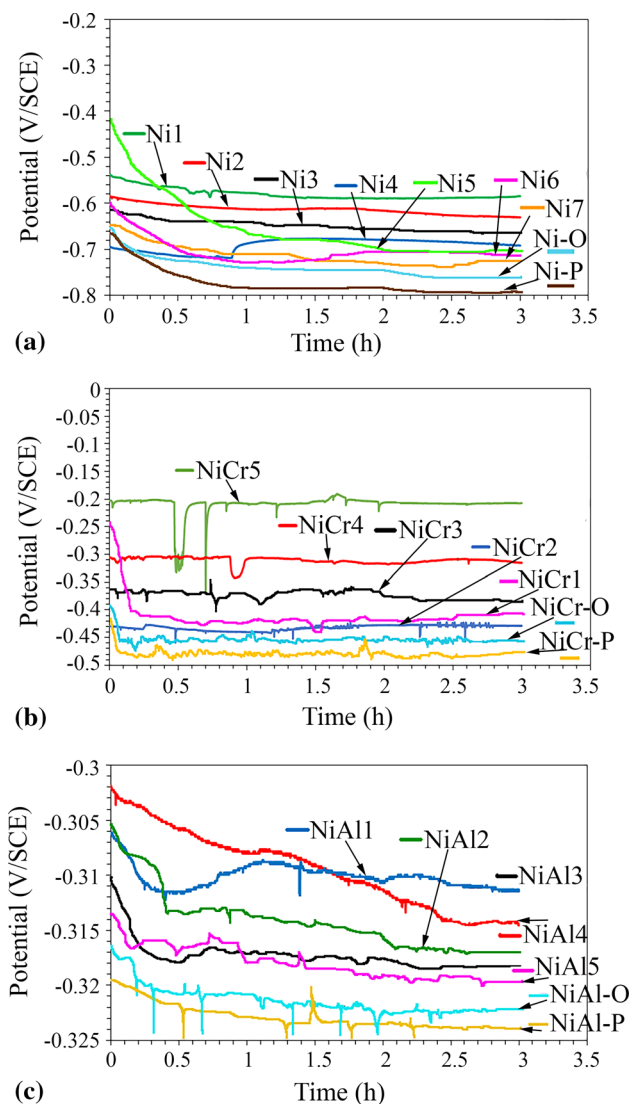 -0.2
-0.3
-0.4
-0.5
-0.6
-0.7
-0.8
Potential (V/SCE)
Ni1
Ni2
Ni3
Ni4
Ni5
Ni6
Ni7
Ni-O
Ni-P
0 0.5 1 1.5 2 2.5 3 3.5
(a)
Time (h)
0
-0.05
-0.1
-0.15
-0.2
-0.25
-0.3
-0.35
-0.4
-0.45
-0.5
Potential (V/SCE)
NiCr5
NiCr4
NiCr3
NiCr2
NiCr1
NiCr-O
NiCr-P
0 0.5 1 1.5 2 2.5 3 3.5
(b)
Time (h)
-0.3
-0.305
-0.31
-0.315
-0.32
-0.325
Potential (V/SCE)
NiAl1
NiAl2
NiAl3
NiAl4
NiAl5
NiAl-O
NiAl-P
0 0.5 1 1.5 2 2.5 3 3.5
(c)
Time (h)